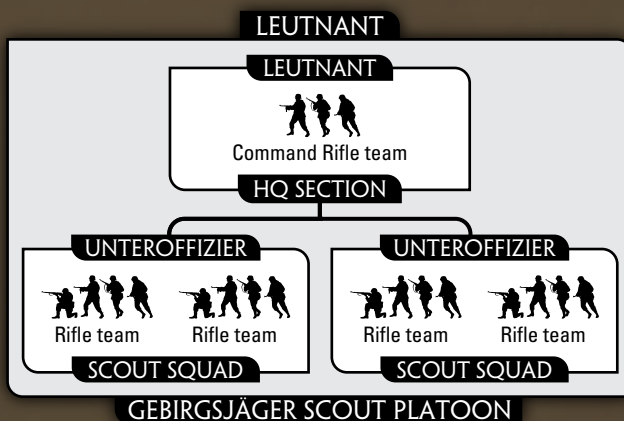 LEUTNANT
LEUTNANT
Command Rifle team
HQ SECTION
UNTEROFFIZIER
Rifle team Rifle team
SCOUT SQUAD
UNTEROFFIZIER
Rifle team Rifle team
SCOUT SQUAD
GEBIRGSJÄGER SCOUT PLATOON